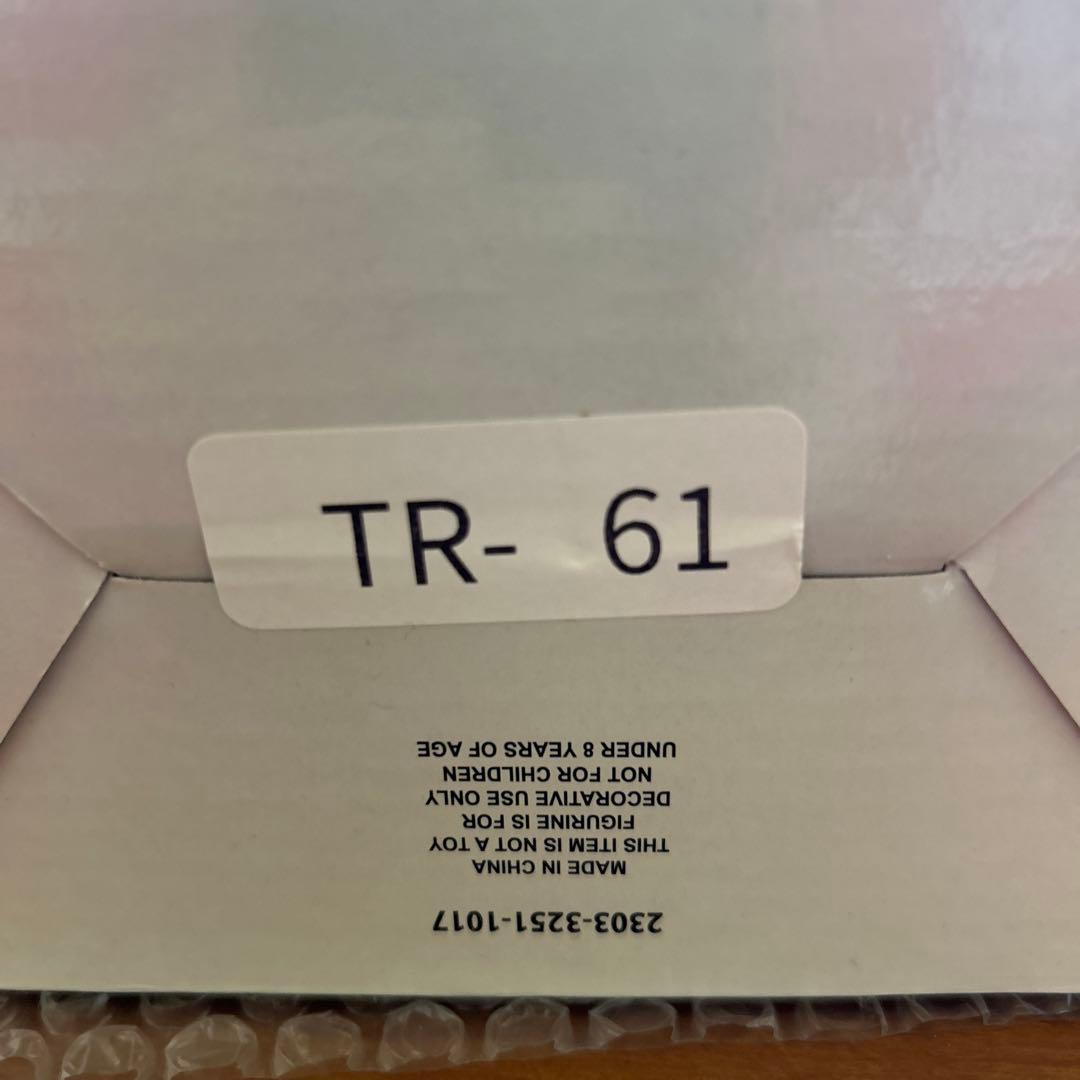 TR- 61
2303-3251-1017
MADE IN CHINA
THIS ITEM IS NOT A TOY
FIGURINE IS FOR
DECORATIVE USE ONLY
NOT FOR CHILDREN
UNDER 8 YEARS OF AGE